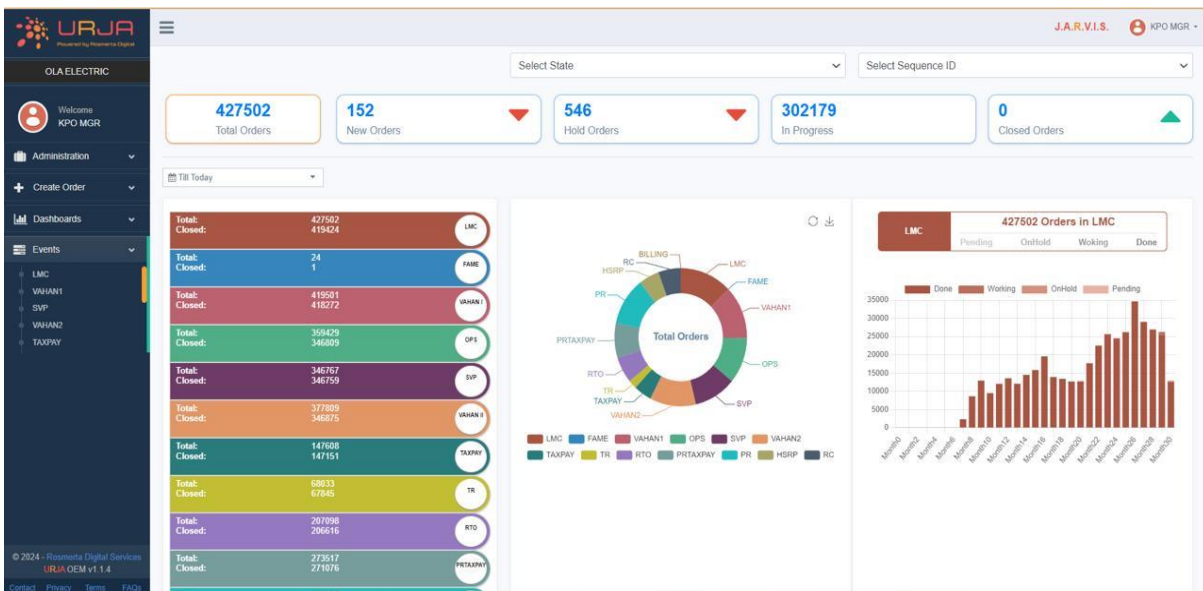 URJA
Powered by Rosmerta Digital
J.A.R.V.I.S.
KPO MGR
OLA ELECTRIC
Welcome
KPO MGR
Administration
Create Order
Dashboards
Events
LMC
VAHAN1
SVP
VAHAN2
TAXPAY
© 2024 - Rosmerta Digital Services
URJA OEM v1.1.4
Contact Privacy Terms FAQs
Select State
Select Sequence ID
427502
Total Orders
152
New Orders
546
Hold Orders
302179
In Progress
0
Closed Orders
Till Today
Total: 427502
Closed: 419424
LMC
Total: 24
Closed: 1
FAME
Total: 419501
Closed: 418272
VAHAN I
Total: 359429
Closed: 346809
OPS
Total: 346767
Closed: 346759
SVP
Total: 377809
Closed: 346875
VAHAN II
Total: 147608
Closed: 147151
TAXPAY
Total: 68033
Closed: 67845
TR
Total: 207098
Closed: 206616
RTO
Total: 273517
Closed: 271076
PRTAXPAY
BILLING
RC
HSRP
PR
PRTAXPAY
RTO
TR
TAXPAY
VAHAN2
LMC
FAME
VAHAN1
OPS
SVP
Total Orders
LMC FAME VAHAN1 OPS SVP VAHAN2
TAXPAY TR RTO PRTAXPAY PR HSRP RC
LMC
427502 Orders in LMC
Pending OnHold Woking Done
Done Working OnHold Pending
35000
30000
25000
20000
15000
10000
5000
0
Month0 Month2 Month4 Month6 Month8 Month10 Month12 Month14 Month16 Month18 Month20 Month22 Month24 Month26 Month28 Month30